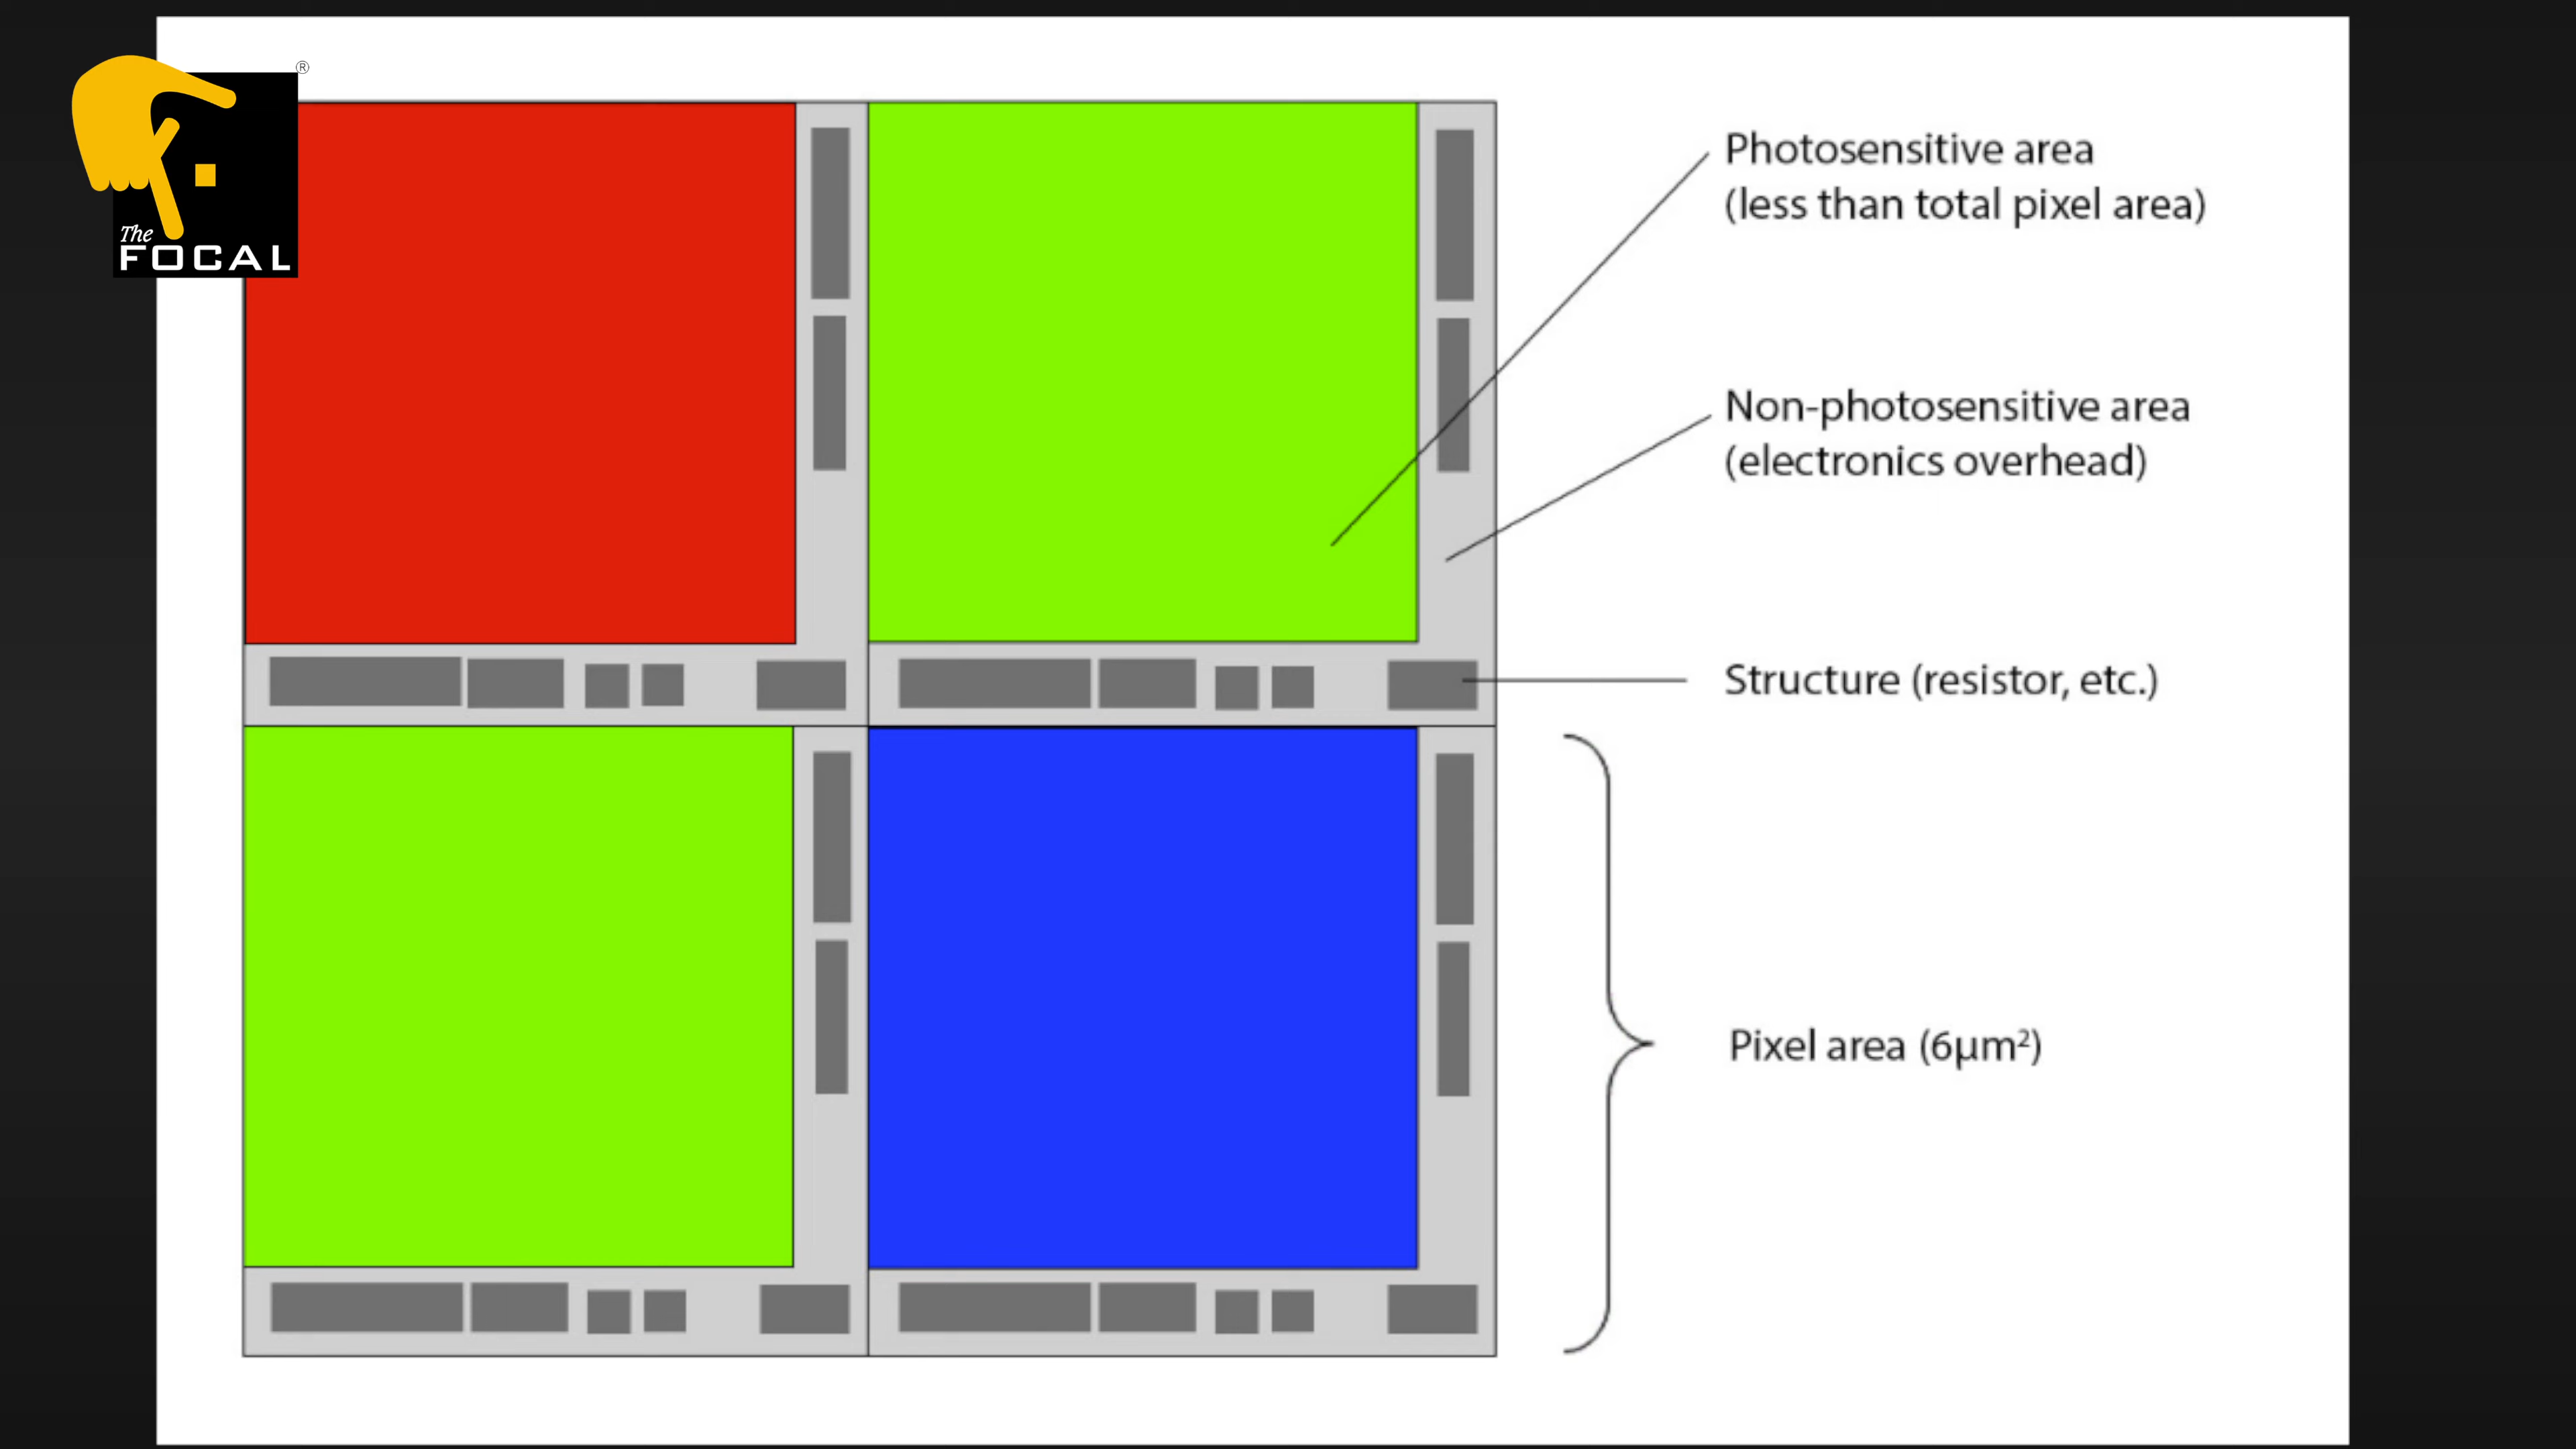 ®
The
FOCAL
Photosensitive area
(less than total pixel area)
Non-photosensitive area
(electronics overhead)
Structure (resistor, etc.)
Pixel area (6µm²)